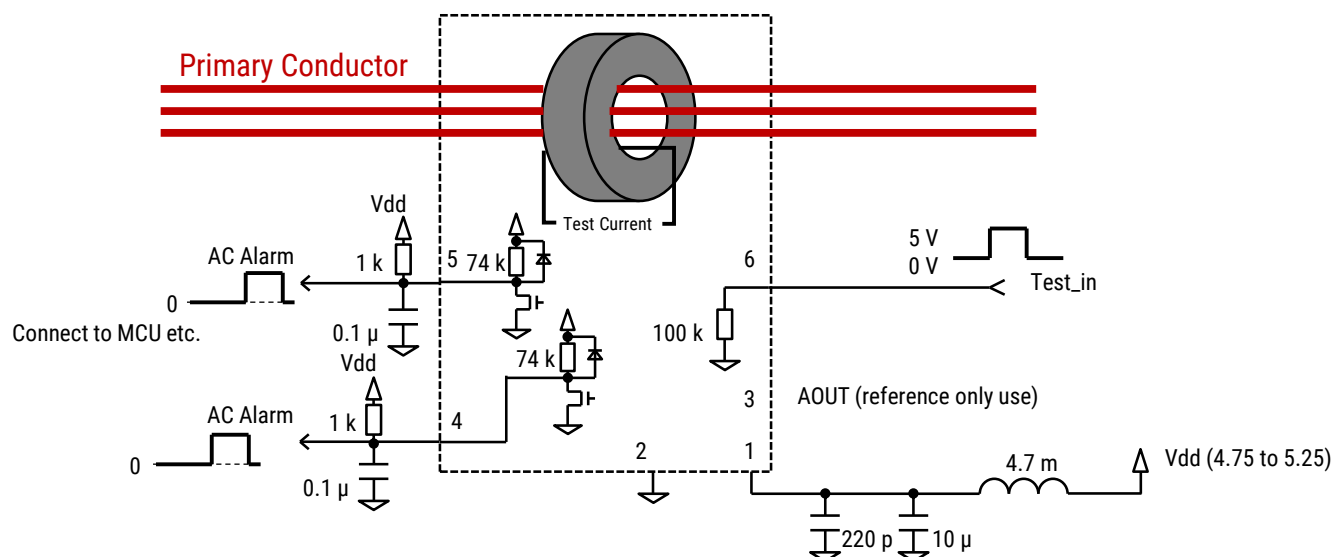 Primary Conductor
Test Current
Vdd
AC Alarm
1 k
5
74 k
6
5 V
0 V
Test_in
0
0.1 µ
Connect to MCU etc.
100 k
Vdd
74 k
AC Alarm
1 k
4
3
AOUT (reference only use)
0
0.1 µ
2
1
4.7 m
Vdd (4.75 to 5.25)
220 p
10 µ